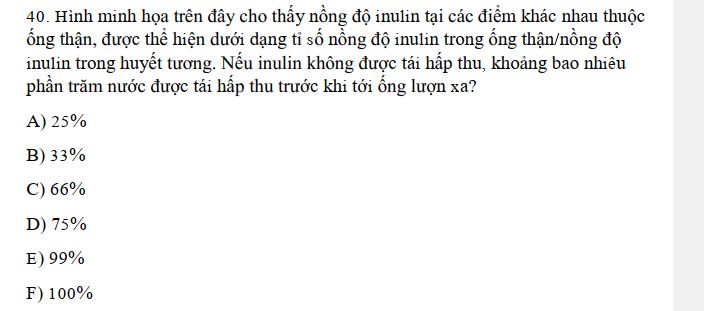 40. Hình minh họa trên đây cho thấy nồng độ inulin tại các điểm khác nhau thuộc
ống thận, được thể hiện dưới dạng tỉ số nồng độ inulin trong ống thận/nồng độ
inulin trong huyết tương. Nếu inulin không được tái hấp thu, khoảng bao nhiêu
phần trăm nước được tái hấp thu trước khi tới ống lượn xa?
A) 25%
B) 33%
C) 66%
D) 75%
E) 99%
F) 100%